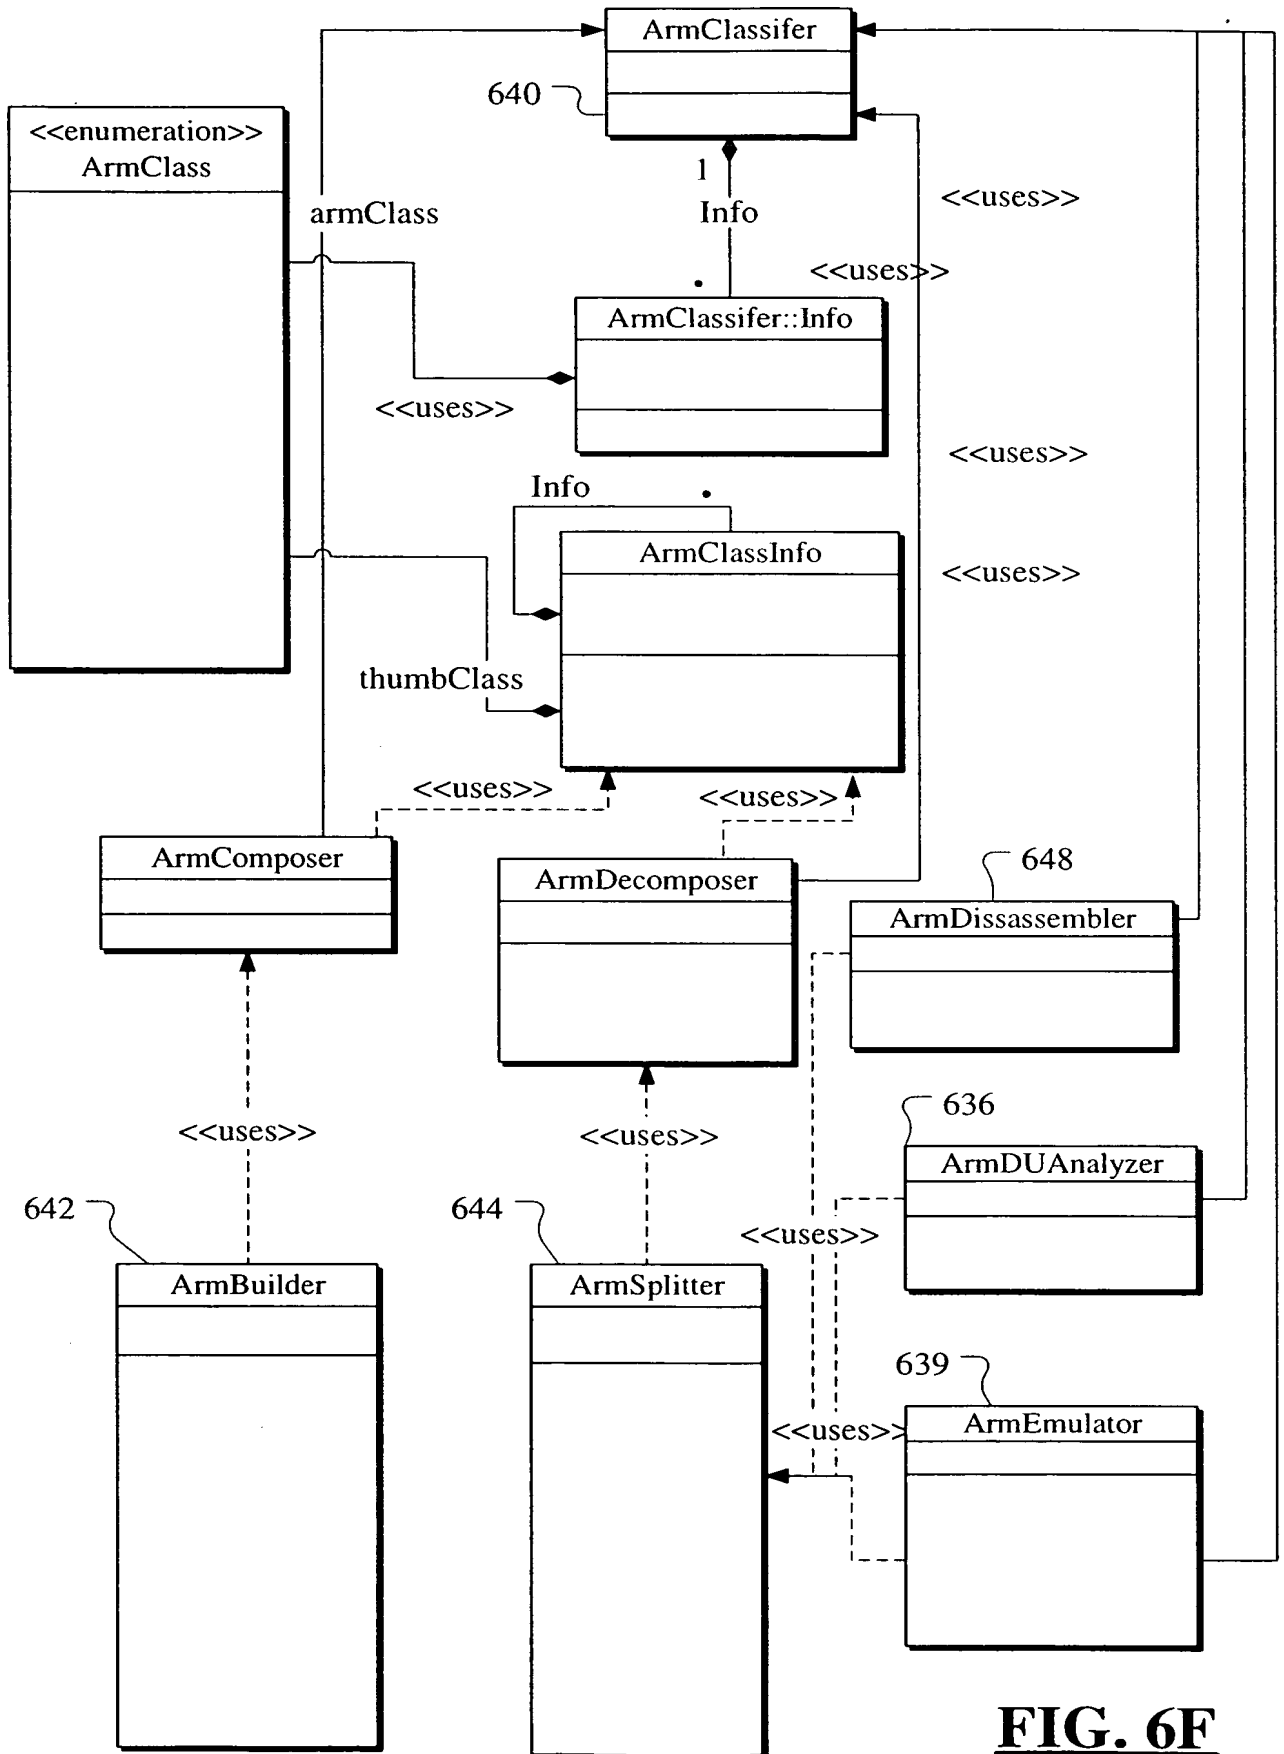 ArmClassifer
640
<<enumeration>>
ArmClass
1
armClass
Info
<<uses>>
<<uses>>
ArmClassifer::Info
<<uses>>
<<uses>>
Info
ArmClassInfo
<<uses>>
thumbClass
<<uses>>
<<uses>>
ArmComposer
ArmDecomposer
648
ArmDissassembler
636
<<uses>>
<<uses>>
ArmDUAnalyzer
642
644
<<uses>>
ArmBuilder
ArmSplitter
639
<<uses>>
ArmEmulator
FIG. 6F